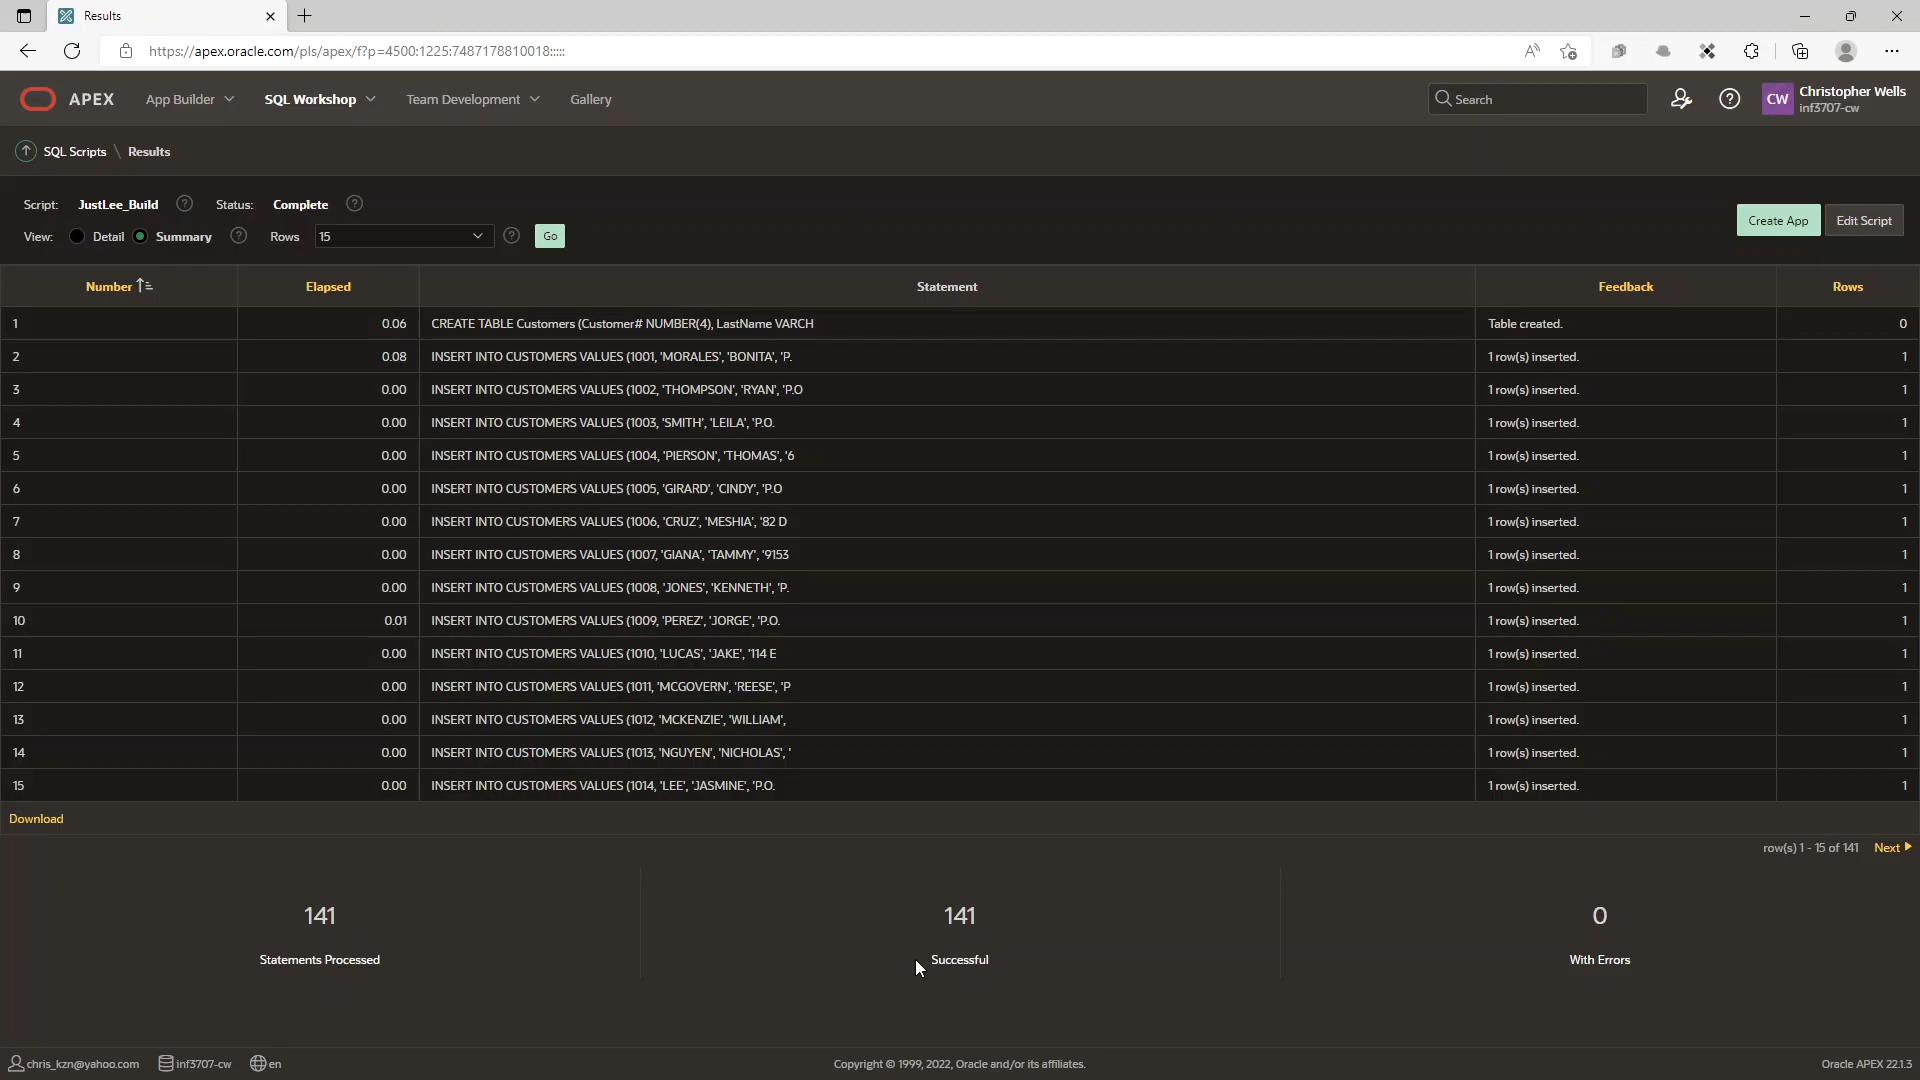 Results
https://apex.oracle.com/pls/apex/f?p=4500:1225:7487178810018:::::
APEX App Builder SQL Workshop Team Development Gallery Search CW Christopher Wells
inf3707-cw
SQL Scripts \ Results
Script: JustLee_Build Status: Complete
View: Detail Summary Rows 15 Go Create App Edit Script
Number Elapsed Statement Feedback Rows
1 0.06 CREATE TABLE Customers (Customer# NUMBER(4), LastName VARCH Table created. 0
2 0.08 INSERT INTO CUSTOMERS VALUES (1001, 'MORALES', 'BONITA', 'P. 1 row(s) inserted. 1
3 0.00 INSERT INTO CUSTOMERS VALUES (1002, 'THOMPSON', 'RYAN', 'P.O 1 row(s) inserted. 1
4 0.00 INSERT INTO CUSTOMERS VALUES (1003, 'SMITH', 'LEILA', 'P.O. 1 row(s) inserted. 1
5 0.00 INSERT INTO CUSTOMERS VALUES (1004, 'PIERSON', 'THOMAS', '6 1 row(s) inserted. 1
6 0.00 INSERT INTO CUSTOMERS VALUES (1005, 'GIRARD', 'CINDY', 'P.O 1 row(s) inserted. 1
7 0.00 INSERT INTO CUSTOMERS VALUES (1006, 'CRUZ', 'MESHIA', '82 D 1 row(s) inserted. 1
8 0.00 INSERT INTO CUSTOMERS VALUES (1007, 'GIANA', 'TAMMY', '9153 1 row(s) inserted. 1
9 0.00 INSERT INTO CUSTOMERS VALUES (1008, 'JONES', 'KENNETH', 'P. 1 row(s) inserted. 1
10 0.01 INSERT INTO CUSTOMERS VALUES (1009, 'PEREZ', 'JORGE', 'P.O. 1 row(s) inserted. 1
11 0.00 INSERT INTO CUSTOMERS VALUES (1010, 'LUCAS', 'JAKE', '114 E 1 row(s) inserted. 1
12 0.00 INSERT INTO CUSTOMERS VALUES (1011, 'MCGOVERN', 'REESE', 'P 1 row(s) inserted. 1
13 0.00 INSERT INTO CUSTOMERS VALUES (1012, 'MCKENZIE', 'WILLIAM', 1 row(s) inserted. 1
14 0.00 INSERT INTO CUSTOMERS VALUES (1013, 'NGUYEN', 'NICHOLAS', ' 1 row(s) inserted. 1
15 0.00 INSERT INTO CUSTOMERS VALUES (1014, 'LEE', 'JASMINE', 'P.O. 1 row(s) inserted. 1
Download
row(s) 1 - 15 of 141 Next
141 141 0
Statements Processed Successful With Errors
chris_kzn@yahoo.com inf3707-cw en Copyright © 1999, 2022, Oracle and/or its affiliates. Oracle APEX 22.1.3